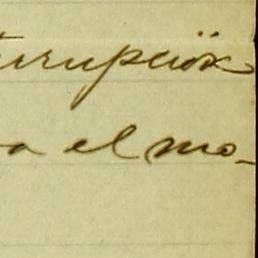 terrupción
a el mo-